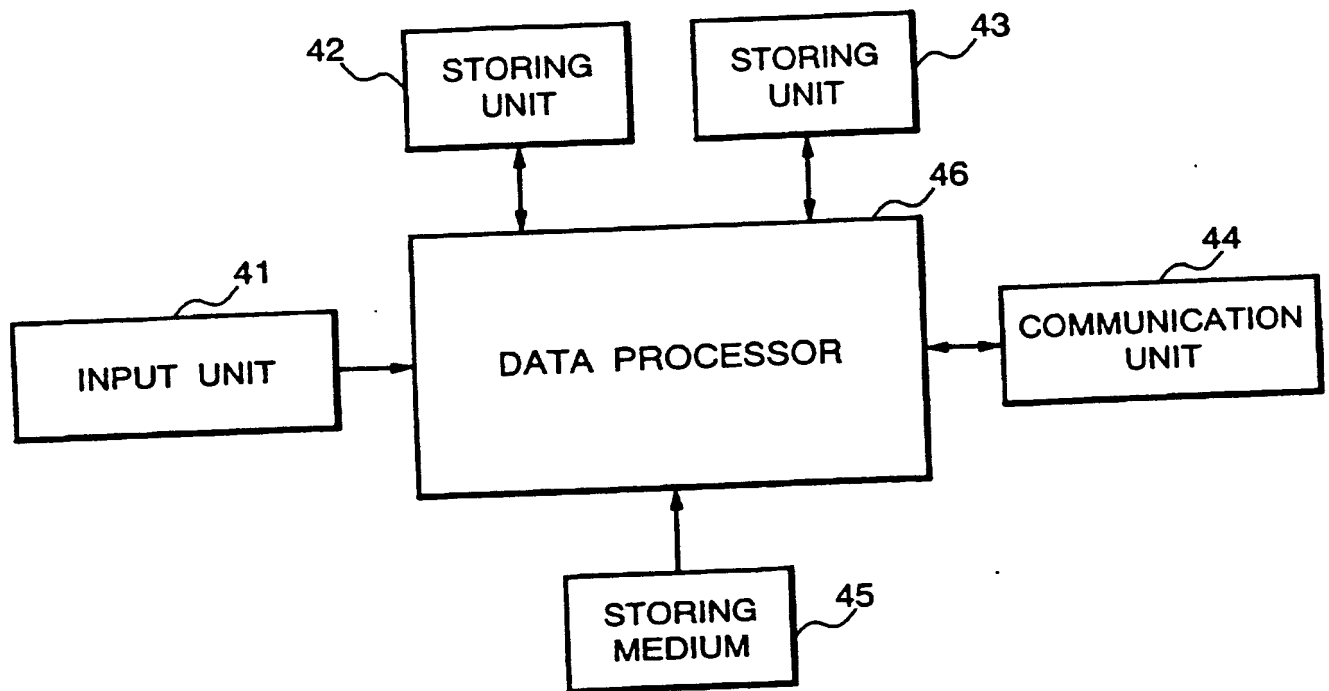 42
STORING
UNIT
43
STORING
UNIT
46
DATA PROCESSOR
41
INPUT UNIT
44
COMMUNICATION
UNIT
45
STORING
MEDIUM